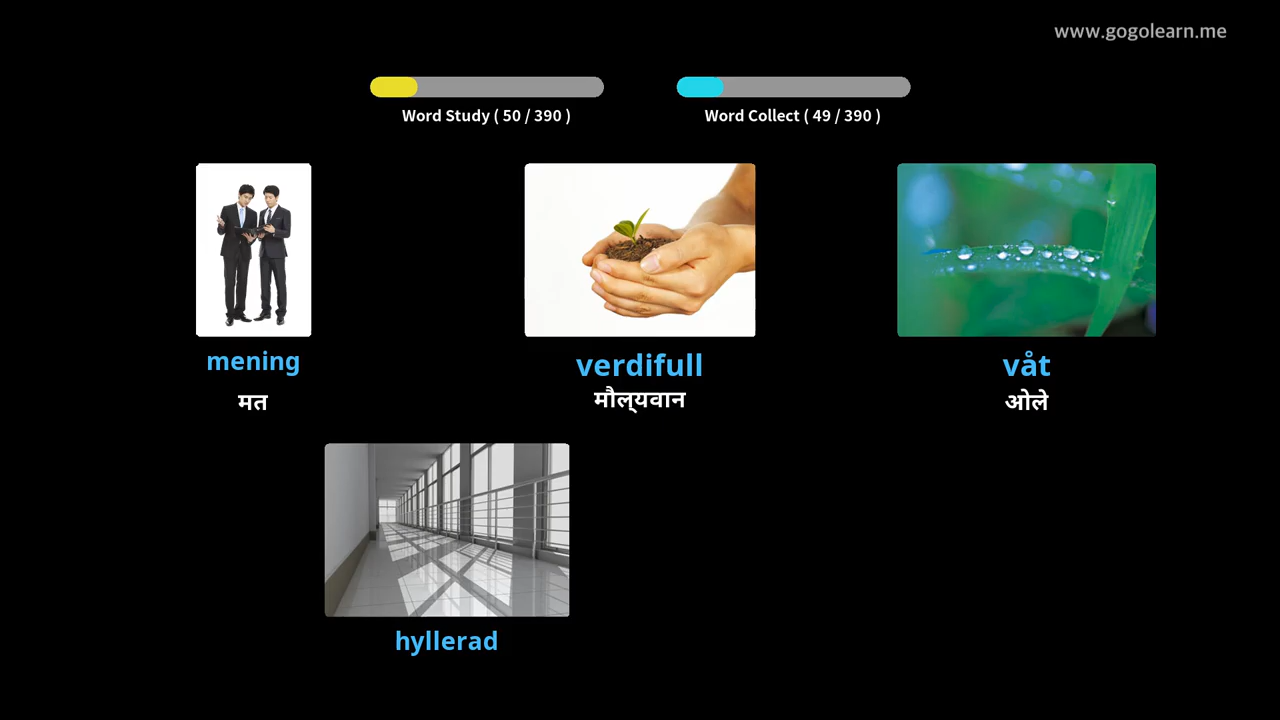 www.gogolearn.me
Word Study ( 50 / 390 )
Word Collect ( 49 / 390 )
mening
verdifull
våt
मत
मौल्यवान
ओले
hyllerad